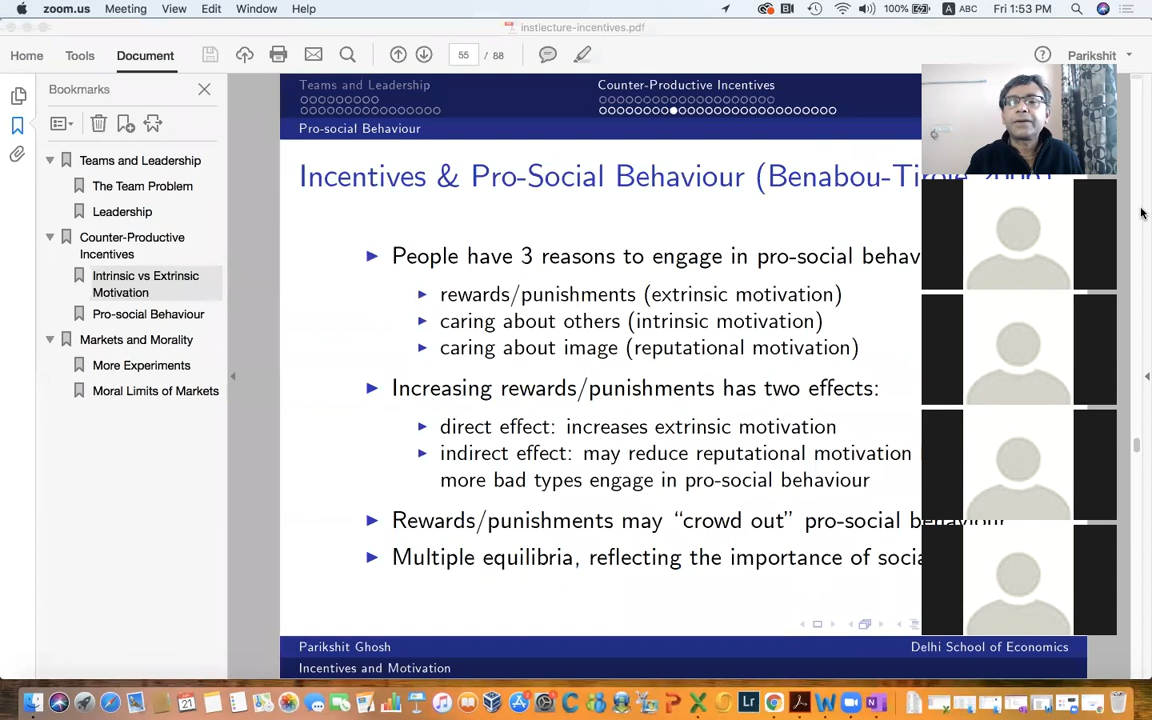 zoom.us Meeting View Edit Window Help 100% A ABC Fri 1:53 PM
instlecture-incentives.pdf
Home Tools Document 55 / 88 Parikshit
Bookmarks
Teams and Leadership
The Team Problem
Leadership
Counter-Productive
Incentives
Intrinsic vs Extrinsic
Motivation
Pro-social Behaviour
Markets and Morality
More Experiments
Moral Limits of Markets
Teams and Leadership
Counter-Productive Incentives
Pro-social Behaviour
Incentives & Pro-Social Behaviour (Benabou-Ti
People have 3 reasons to engage in pro-social behav
rewards/punishments (extrinsic motivation)
caring about others (intrinsic motivation)
caring about image (reputational motivation)
Increasing rewards/punishments has two effects:
direct effect: increases extrinsic motivation
indirect effect: may reduce reputational motivation
more bad types engage in pro-social behaviour
Rewards/punishments may “crowd out” pro-social behaviour
Multiple equilibria, reflecting the importance of socia
Parikshit Ghosh
Delhi School of Economics
Incentives and Motivation